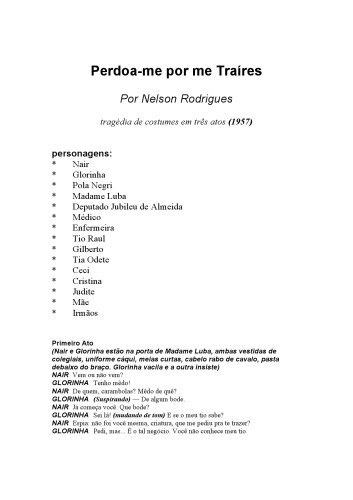 Perdoa-me por me Traíres
Por Nelson Rodrigues
tragédia de costumes em três atos (1957)
personagens:
* Nair
* Glorinha
* Pola Negri
* Madame Luba
* Deputado Jubileu de Almeida
* Médico
* Enfermeira
* Tio Raul
* Gilberto
* Tia Odete
* Ceci
* Cristina
* Judite
* Mãe
* Irmãos
Primeiro Ato
(Nair e Glorinha estão na porta de Madame Luba, ambas vestidas de
colegiais, uniforme cáqui, meias curtas, cabelo rabo de cavalo, pasta
debaixo do braço. Glorinha vacila e a outra insiste)
NAIR Vem ou não vem?
GLORINHA Tenho mêdo!
NAIR De quem, carambolas? Mêdo de quê?
GLORINHA (Suspirando) — De algum bode.
NAIR Já começa você. Que bode?
GLORINHA Sei lá! (mudando de tom) E se o meu tio sabe?
NAIR Espia: não foi você mesma, criatura, que me pediu pra te trazer?
GLORINHA Pedi, mas... É o tal negócio. Você não conhece meu tio.